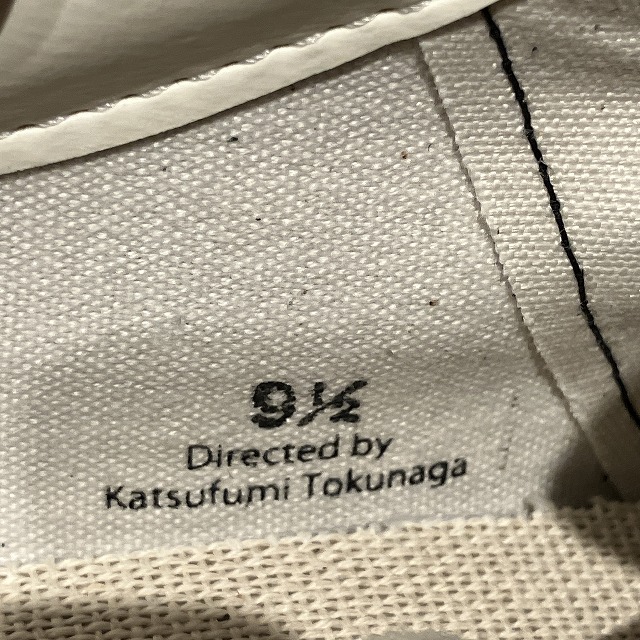 9½
Directed by
Katsufumi Tokunaga